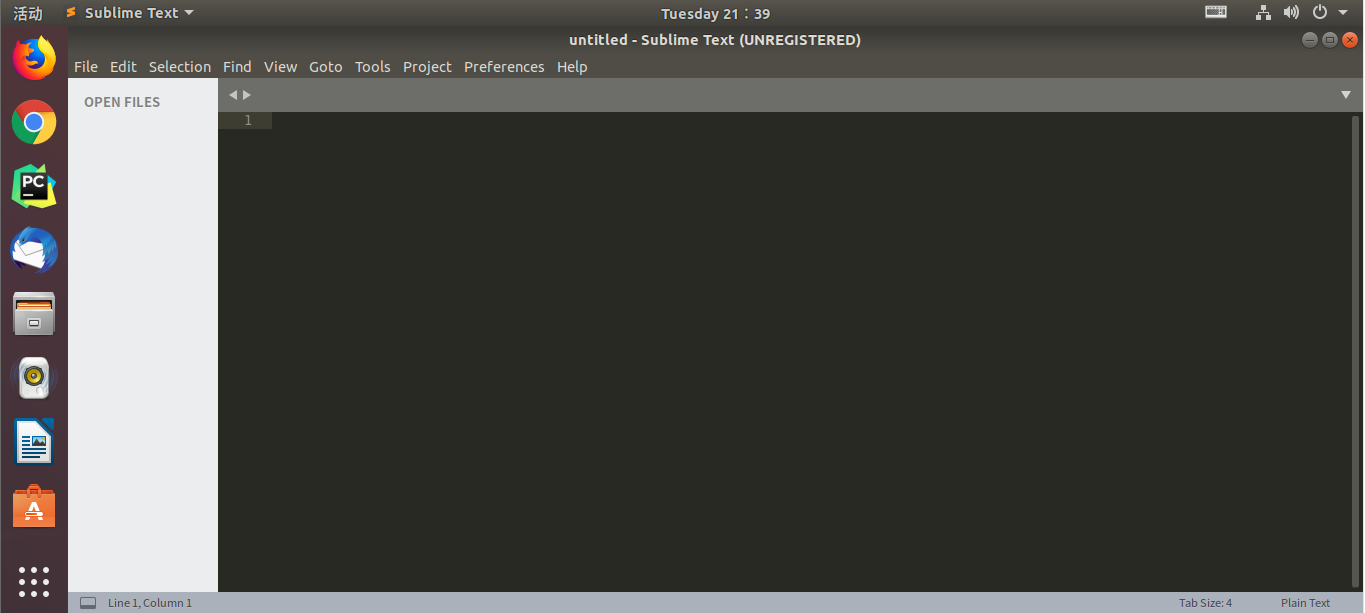 活动 Sublime Text Tuesday 21：39
untitled - Sublime Text (UNREGISTERED)
File Edit Selection Find View Goto Tools Project Preferences Help
OPEN FILES
1
PC
Line 1, Column 1 Tab Size: 4 Plain Text